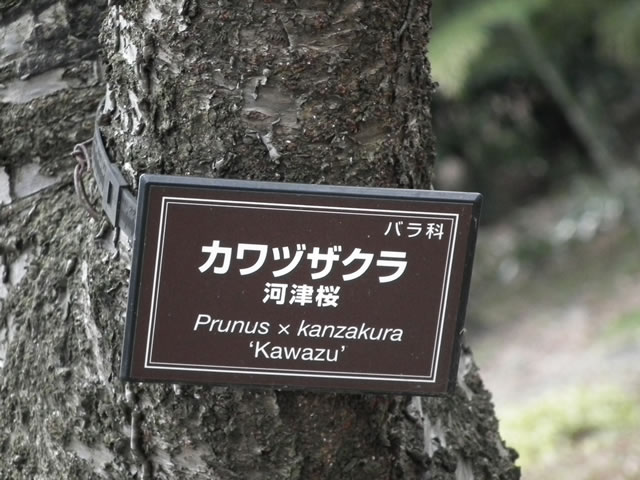 バラ科
カワヅザクラ
河津桜
Prunus × kanzakura
‘Kawazu’